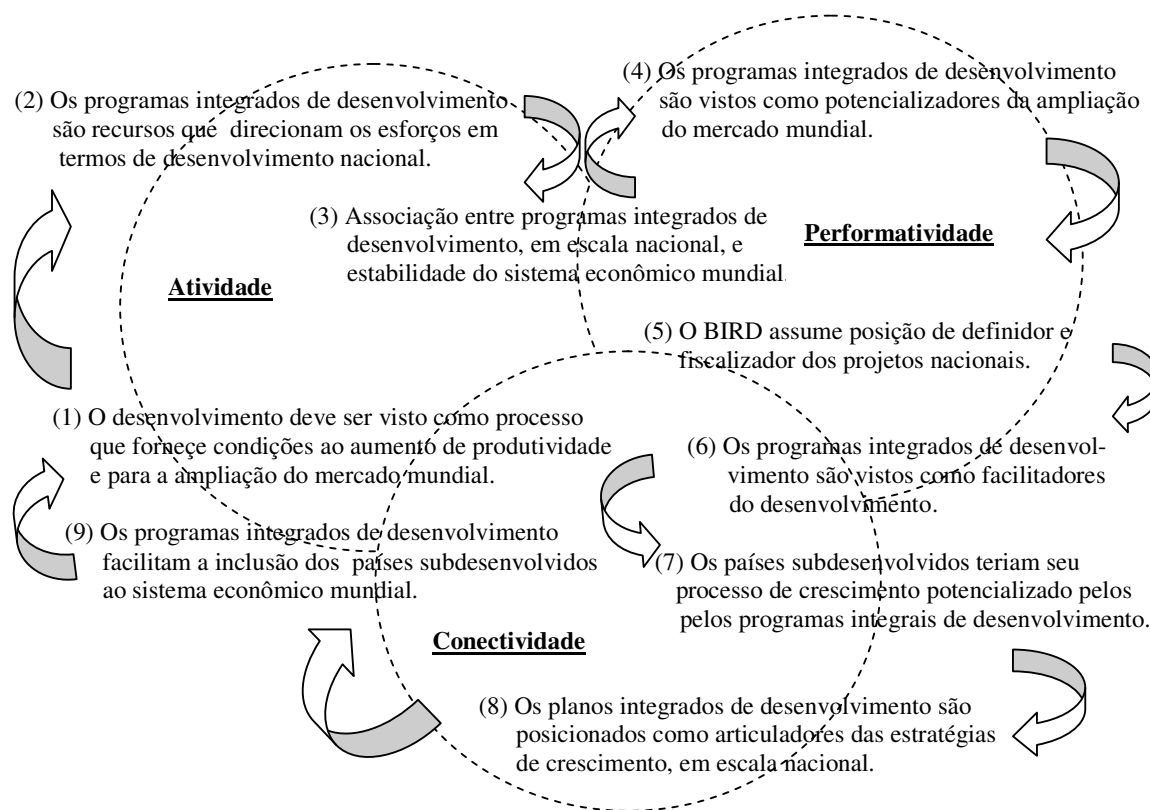 (4) Os programas integrados de desenvolvimento
são vistos como potencializadores da ampliação
do mercado mundial.
(2) Os programas integrados de desenvolvimento
são recursos que direcionam os esforços em
termos de desenvolvimento nacional.
(3) Associação entre programas integrados de
desenvolvimento, em escala nacional, e
estabilidade do sistema econômico mundial.
Performatividade
Atividade
(5) O BIRD assume posição de definidor e
fiscalizador dos projetos nacionais.
(1) O desenvolvimento deve ser visto como processo
que forneçe condições ao aumento de produtividade
e para a ampliação do mercado mundial.
(6) Os programas integrados de desenvol-
vimento são vistos como facilitadores
do desenvolvimento.
(9) Os programas integrados de desenvolvimento
facilitam a inclusão dos países subdesenvolvidos
ao sistema econômico mundial.
(7) Os países subdesenvolvidos teriam seu
processo de crescimento potencializado pelos
pelos programas integrais de desenvolvimento.
Conectividade
(8) Os planos integrados de desenvolvimento são
posicionados como articuladores das estratégias
de crescimento, em escala nacional.